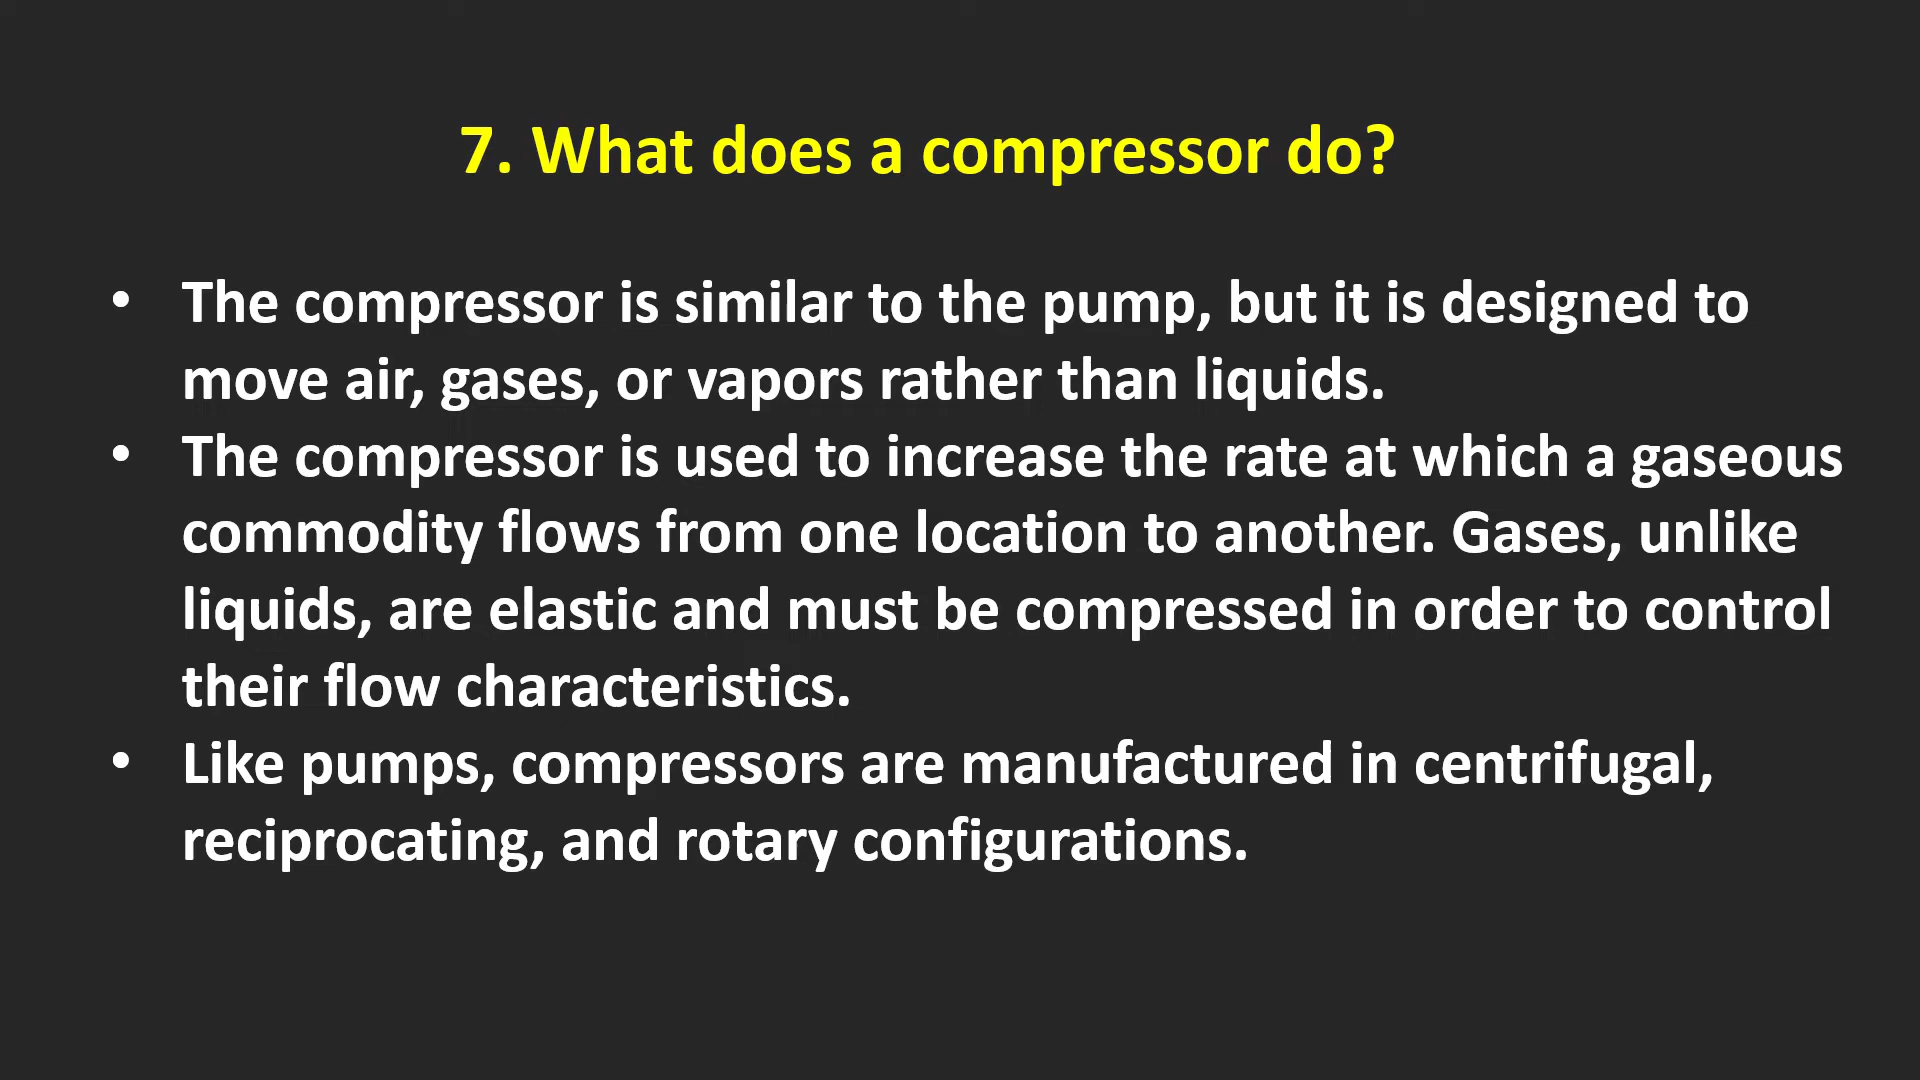 7. What does a compressor do?
• The compressor is similar to the pump, but it is designed to
move air, gases, or vapors rather than liquids.
• The compressor is used to increase the rate at which a gaseous
commodity flows from one location to another. Gases, unlike
liquids, are elastic and must be compressed in order to control
their flow characteristics.
• Like pumps, compressors are manufactured in centrifugal,
reciprocating, and rotary configurations.